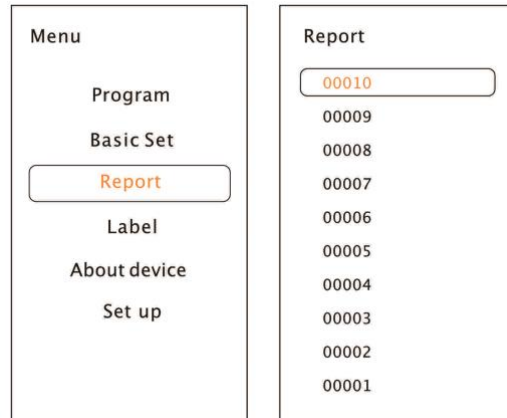 Menu
Program
Basic Set
Report
Label
About device
Set up
Report
00010
00009
00008
00007
00006
00005
00004
00003
00002
00001